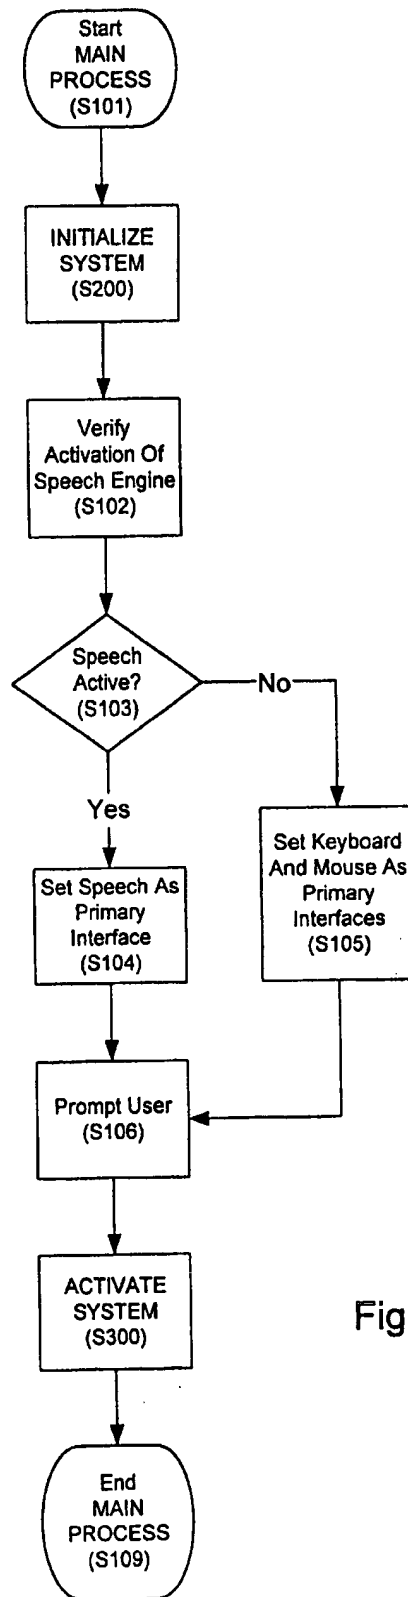 Start
MAIN
PROCESS
(S101)
INITIALIZE
SYSTEM
(S200)
Verify
Activation Of
Speech Engine
(S102)
Speech
Active?
(S103)
No
Yes
Set Speech As
Primary
Interface
(S104)
Set Keyboard
And Mouse As
Primary
Interfaces
(S105)
Prompt User
(S106)
ACTIVATE
SYSTEM
(S300)
Fig
End
MAIN
PROCESS
(S109)